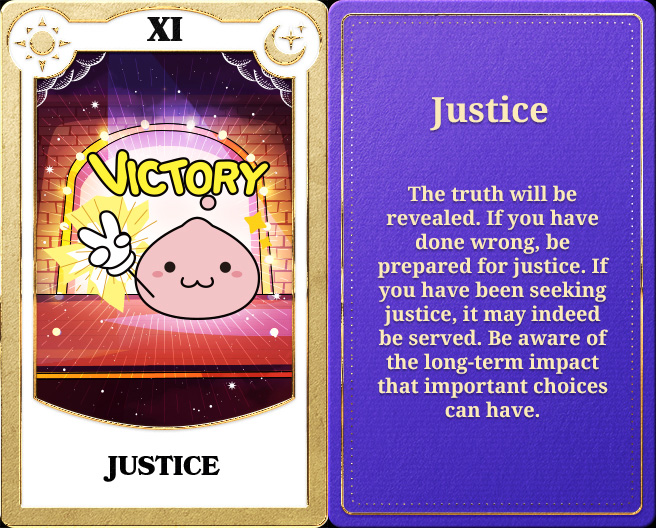 XI
VICTORY
JUSTICE
Justice
The truth will be
revealed. If you have
done wrong, be
prepared for justice. If
you have been seeking
justice, it may indeed
be served. Be aware of
the long-term impact
that important choices
can have.